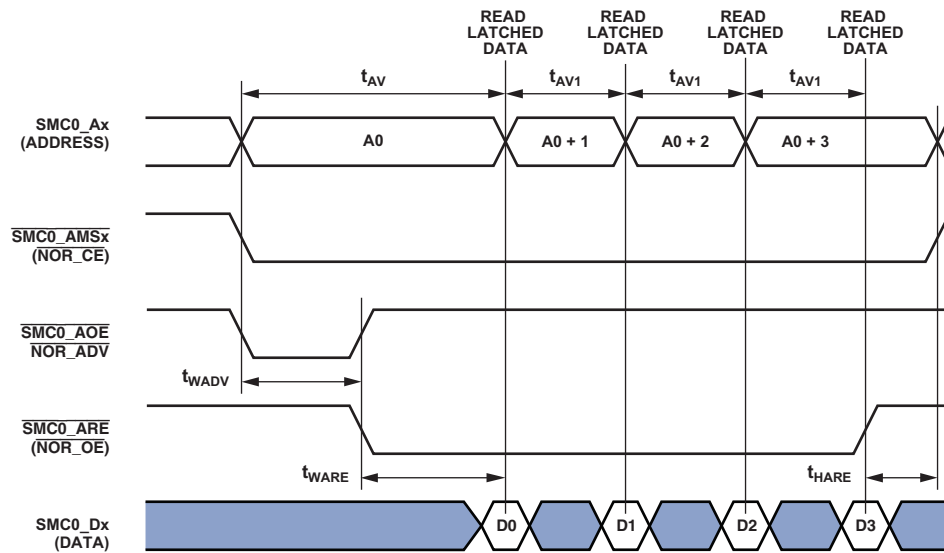 READ LATCHED DATA
READ LATCHED DATA
READ LATCHED DATA
READ LATCHED DATA
tAV
tAV1
tAV1
tAV1
SMC0_Ax
(ADDRESS)
A0
A0 + 1
A0 + 2
A0 + 3
SMC0_AMSx
(NOR_CE)
SMC0_AOE
NOR_ADV
tWADV
SMC0_ARE
(NOR_OE)
tWARE
tHARE
SMC0_Dx
(DATA)
D0
D1
D2
D3